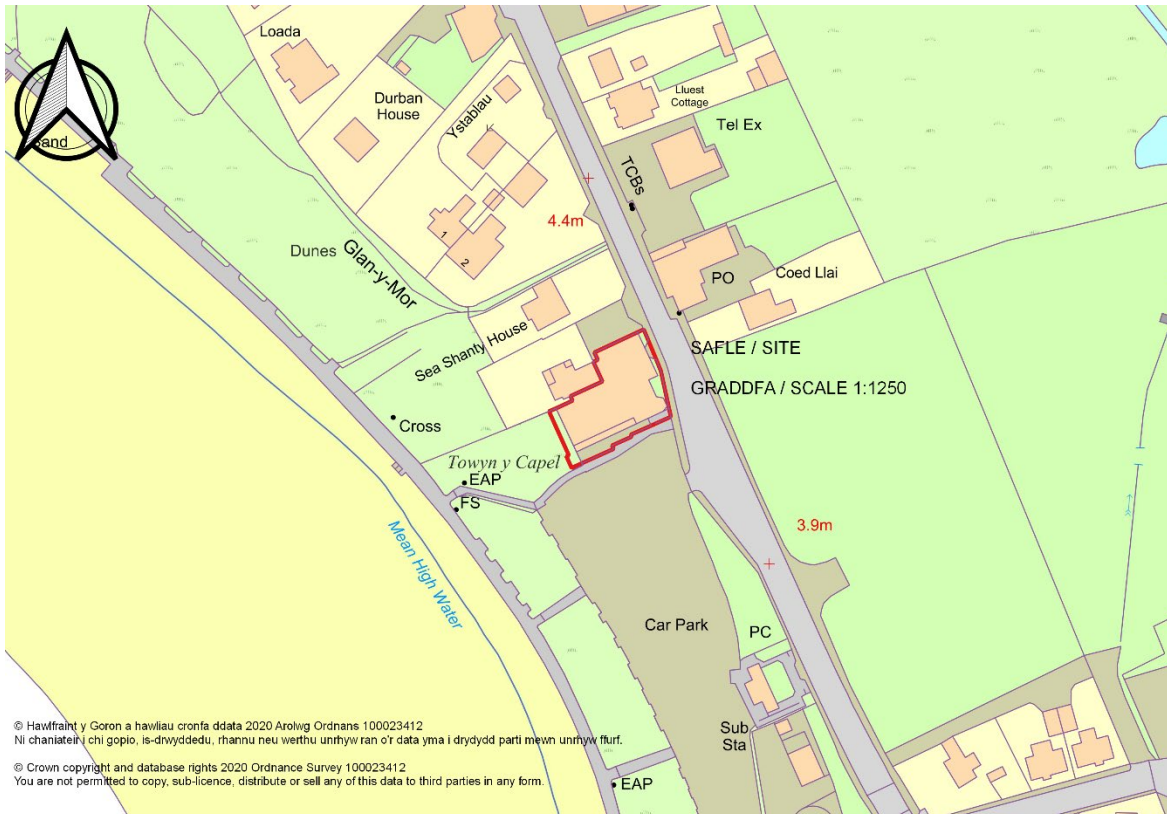 Loada
Durban
House
Ystablau
Lluest
Cottage
Tel Ex
Sand
TCBs
4.4m
1
2
Dunes
Glan-y-Mor
PO
Coed Llai
Sea Shanty House
SAFLE / SITE
GRADDFA / SCALE 1:1250
Cross
Towyn y Capel
EAP
FS
Mean High Water
3.9m
Car Park
PC
Sub
Sta
EAP
© Hawlfraint y Goron a hawliau cronfa ddata 2020 Arolwg Ordnans 100023412
Ni chaniateir i chi gopio, is-drwyddedu, rhannu neu werthu unrhyw ran o'r data yma i drydydd parti mewn unrhyw ffurf.
© Crown copyright and database rights 2020 Ordnance Survey 100023412
You are not permitted to copy, sub-licence, distribute or sell any of this data to third parties in any form.